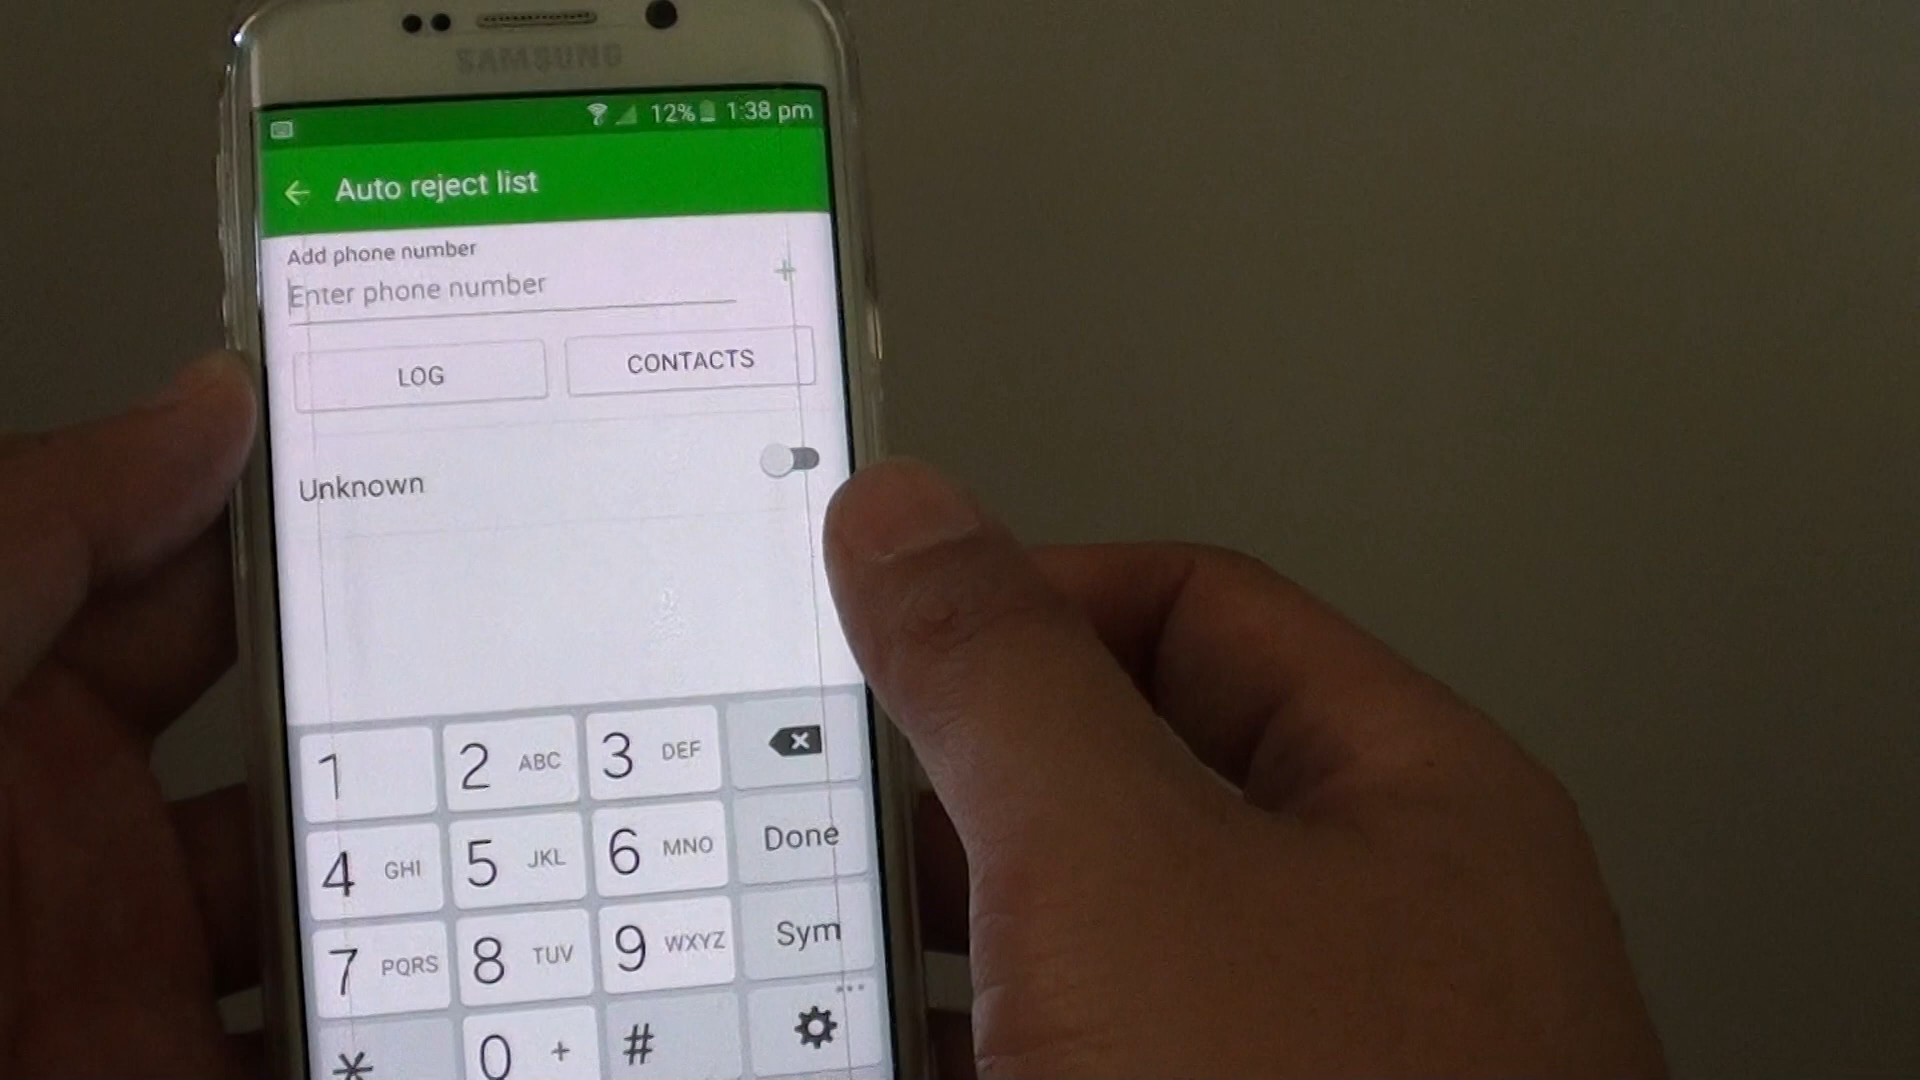 SAMSUNG
12% 1:38 pm
Auto reject list
Add phone number
Enter phone number
+
LOG CONTACTS
Unknown
1 2 ABC 3 DEF
4 GHI 5 JKL 6 MNO Done
7 PQRS 8 TUV 9 WXYZ Sym
* 0 + #